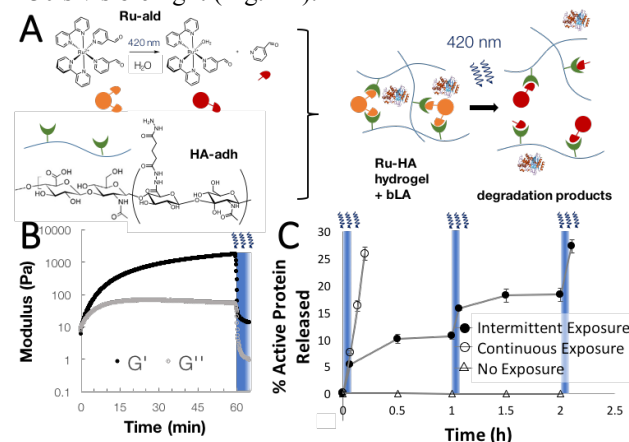 A
Ru-ald
420 nm
H₂O
+
HA-adh
420 nm
Ru-HA
hydrogel
+ bLA
degradation products
B
10000
1000
100
10
1
0.1
Modulus (Pa)
G' G''
0 30 60
Time (min)
C
30
25
20
15
10
5
0
% Active Protein
Released
Intermittent Exposure
Continuous Exposure
No Exposure
0 0.5 1 1.5 2 2.5
Time (h)